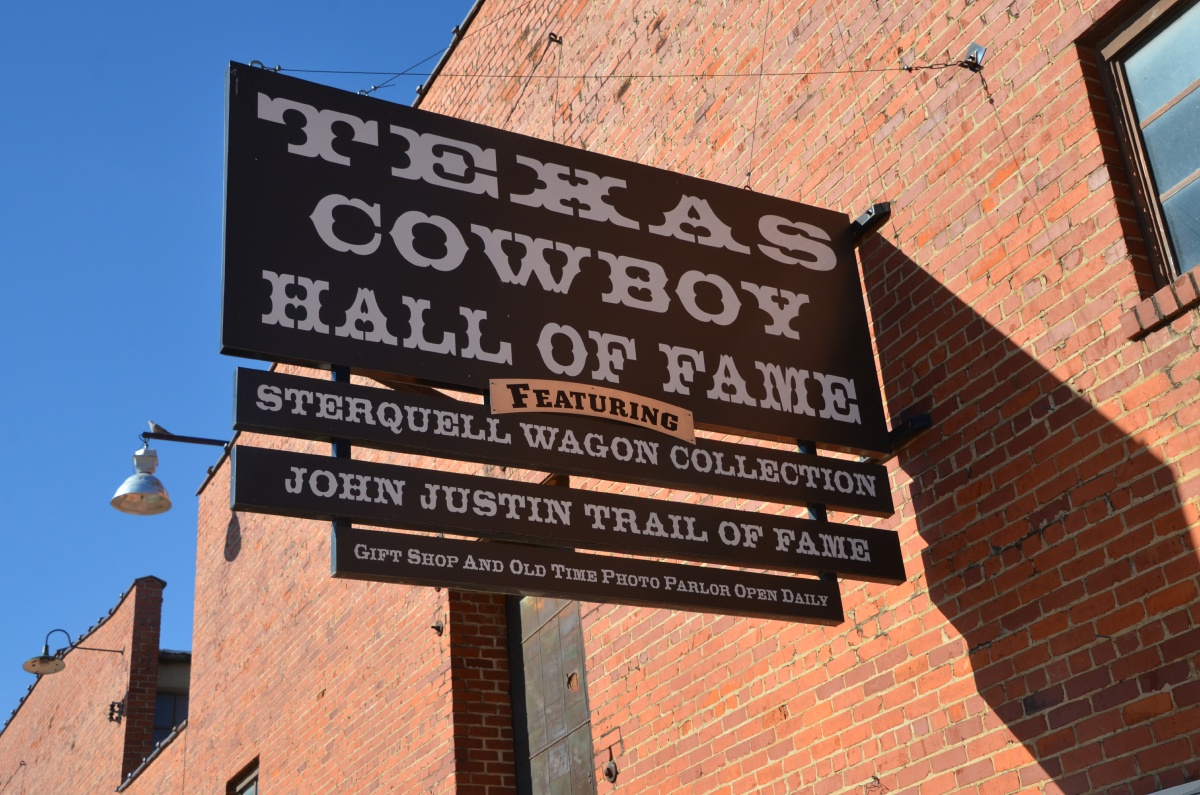 TEXAS
COWBOY
HALL OF FAME
FEATURING
STERQUELL WAGON COLLECTION
JOHN JUSTIN TRAIL OF FAME
GIFT SHOP AND OLD TIME PHOTO PARLOR OPEN DAILY